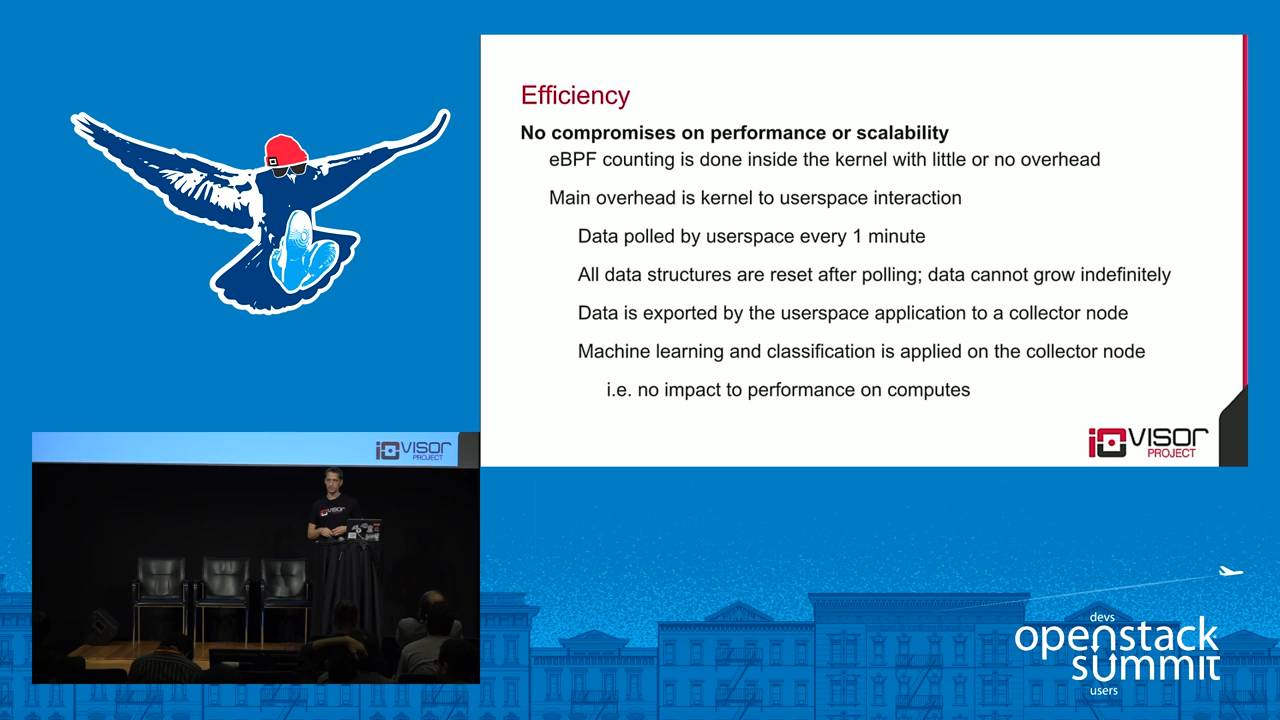 Efficiency
No compromises on performance or scalability
eBPF counting is done inside the kernel with little or no overhead
Main overhead is kernel to userspace interaction
Data polled by userspace every 1 minute
All data structures are reset after polling; data cannot grow indefinitely
Data is exported by the userspace application to a collector node
Machine learning and classification is applied on the collector node
i.e. no impact to performance on computes
iO VISOR
PROJECT
iO VISOR
PROJECT
iO VISOR
devs
openstack
summit
users